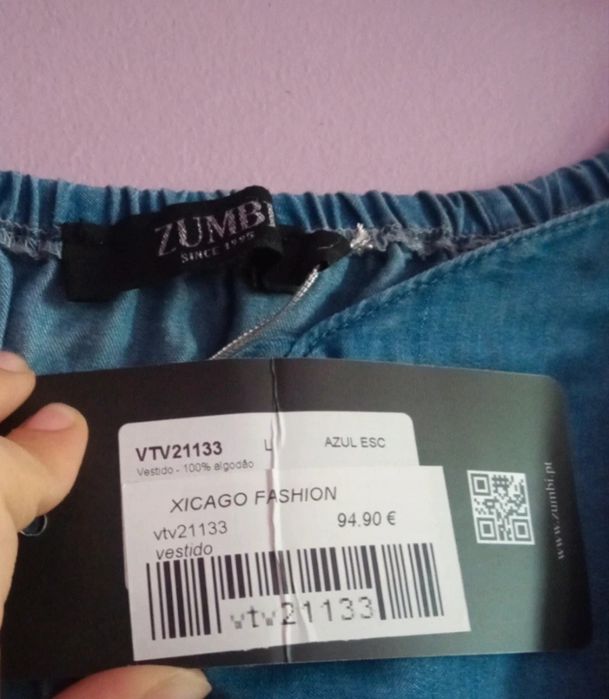 ZUMBI
SINCE 1995
VTV21133 L AZUL ESC
Vestido - 100% algodão
XICAGO FASHION
vtv21133 94.90 €
vestido
vtv21133
www.zumbi.pt